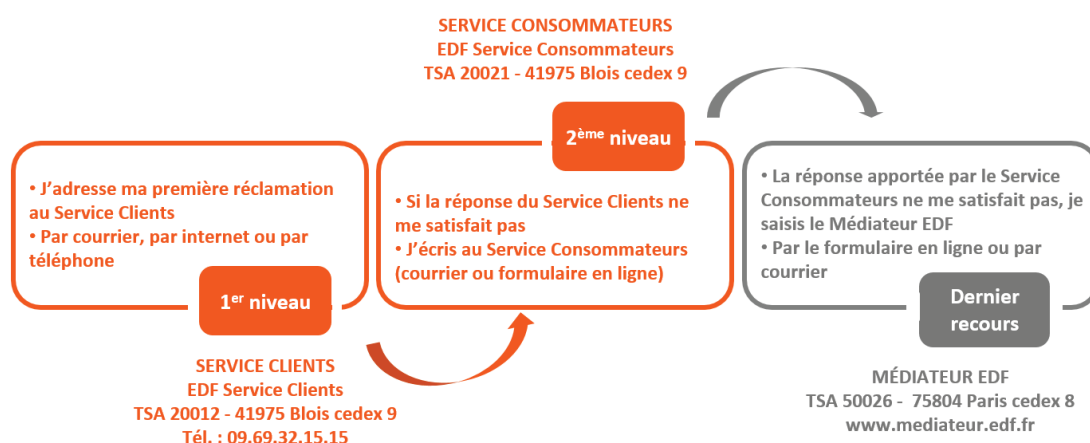 SERVICE CONSOMMATEURS
EDF Service Consommateurs
TSA 20021 - 41975 Blois cedex 9
• J’adresse ma première réclamation
au Service Clients
• Par courrier, par internet ou par
téléphone
1er niveau
SERVICE CLIENTS
EDF Service Clients
TSA 20012 - 41975 Blois cedex 9
Tél. : 09.69.32.15.15
2ème niveau
• Si la réponse du Service Clients ne
me satisfait pas
• J’écris au Service Consommateurs
(courrier ou formulaire en ligne)
• La réponse apportée par le Service
Consommateurs ne me satisfait pas, je
saisis le Médiateur EDF
• Par le formulaire en ligne ou par
courrier
Dernier
recours
MÉDIATEUR EDF
TSA 50026 - 75804 Paris cedex 8
www.mediateur.edf.fr